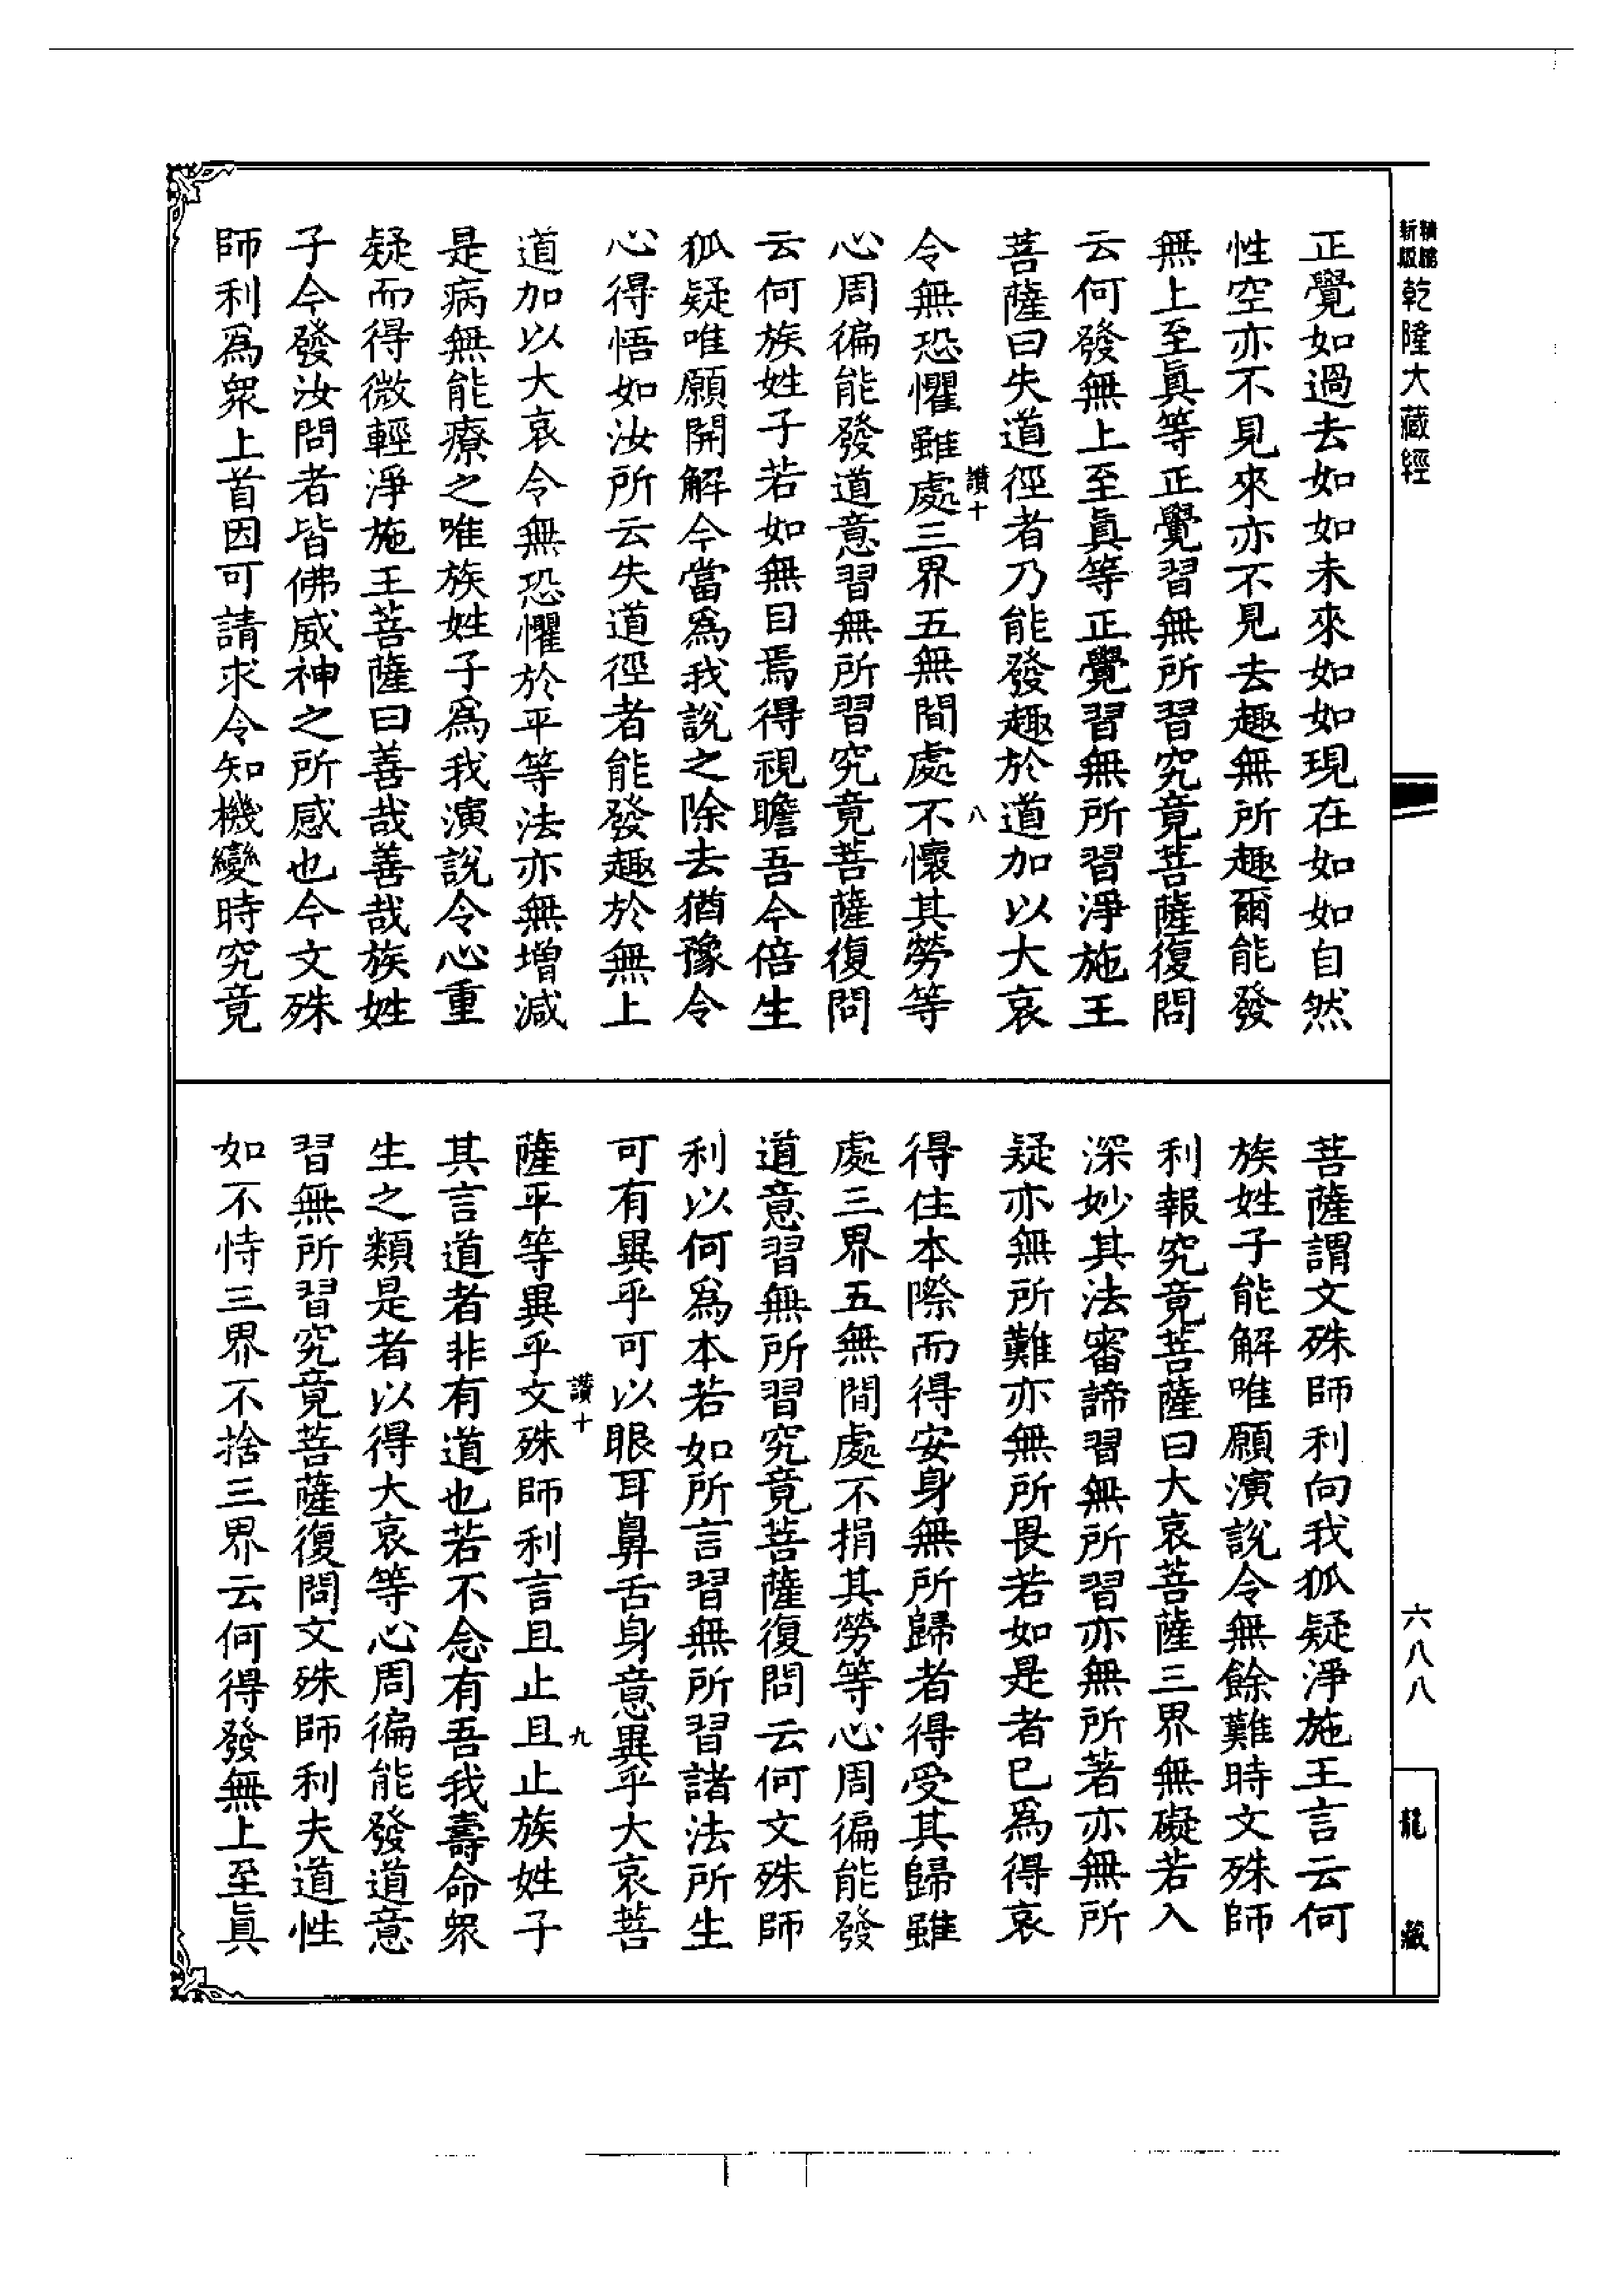 精鵰
新版
乾隆大藏經
六八八
龍藏
正覺如過去如如未來如如現在如如自然
性空亦不見來亦不見去趣無所趣爾能發
無上至眞等正覺習無所習究竟菩薩復問
云何發無上至眞等正覺習無所習淨施王
菩薩曰失道徑者乃能發趣於道加以大哀
讚十
八
令無恐懼雖處三界五無間處不懷其勞等
心周徧能發道意習無所習究竟菩薩復問
云何族姓子若如無目焉得視瞻吾今倍生
狐疑唯願開解今當爲我說之除去猶豫令
心得悟如汝所云失道徑者能發趣於無上
道加以大哀令無恐懼於平等法亦無增減
是病無能療之唯族姓子爲我演說令心重
疑而得微輕淨施王菩薩曰善哉善哉族姓
子今發汝問者皆佛威神之所感也今文殊
師利爲衆上首因可請求令知機變時究竟
菩薩謂文殊師利向我狐疑淨施王言云何
族姓子能解唯願演說令無餘難時文殊師
利報究竟菩薩曰大哀菩薩三界無礙若入
深妙其法審諦習無所習亦無所著亦無所
疑亦無所難亦無所畏若如是者已爲得哀
得住本際而得安身無所歸者得受其歸雖
處三界五無間處不捐其勞等心周徧能發
道意習無所習究竟菩薩復問云何文殊師
利以何爲本若如所言習無所習諸法所生
可有異乎可以眼耳鼻舌身意異乎大哀菩
讚十
九
薩平等異乎文殊師利言且止且止族姓子
其言道者非有道也若不念有吾我壽命衆
生之類是者以得大哀等心周徧能發道意
習無所習究竟菩薩復問文殊師利夫道性
如不恃三界不捨三界云何得發無上至眞